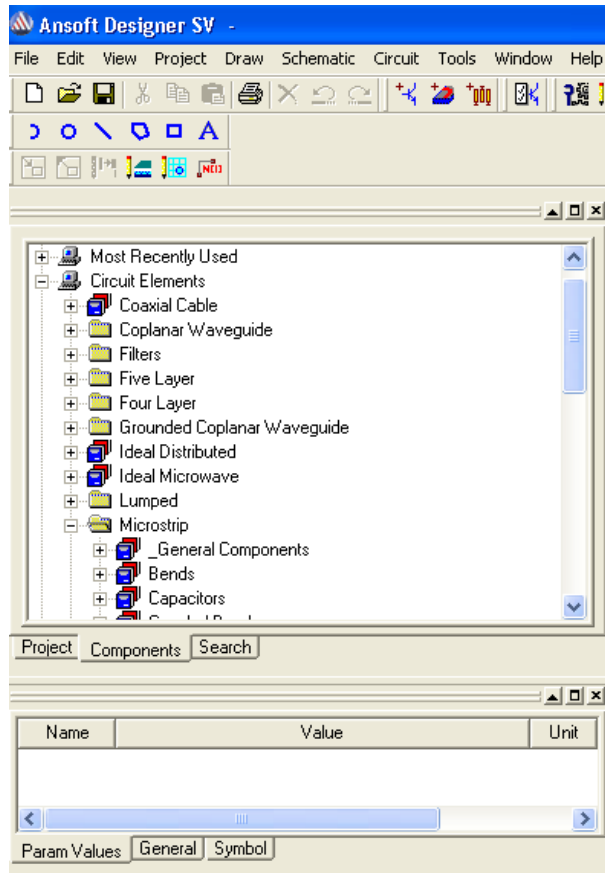 Ansoft Designer SV -
File Edit View Project Draw Schematic Circuit Tools Window Help
A
N(1)
Most Recently Used
Circuit Elements
Coaxial Cable
Coplanar Waveguide
Filters
Five Layer
Four Layer
Grounded Coplanar Waveguide
Ideal Distributed
Ideal Microwave
Lumped
Microstrip
_General Components
Bends
Capacitors
Project Components Search
Name Value Unit
Param Values General Symbol